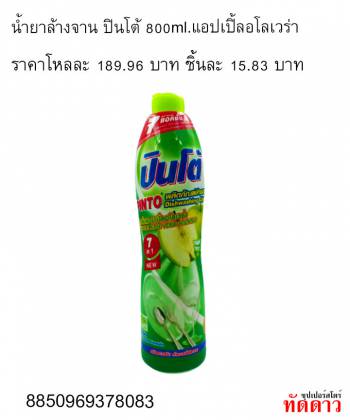 น้ำยาล้างจาน ปินโต้ 800ml.แอปเปิ้ลอโลเวร่า
ราคาโหลละ 189.96 บาท ชิ้นละ 15.83 บาท
7
ปินโต้
PINTO
7
NEW
8850969378083
ซุปเปอร์สโตร์
ทัดดาว